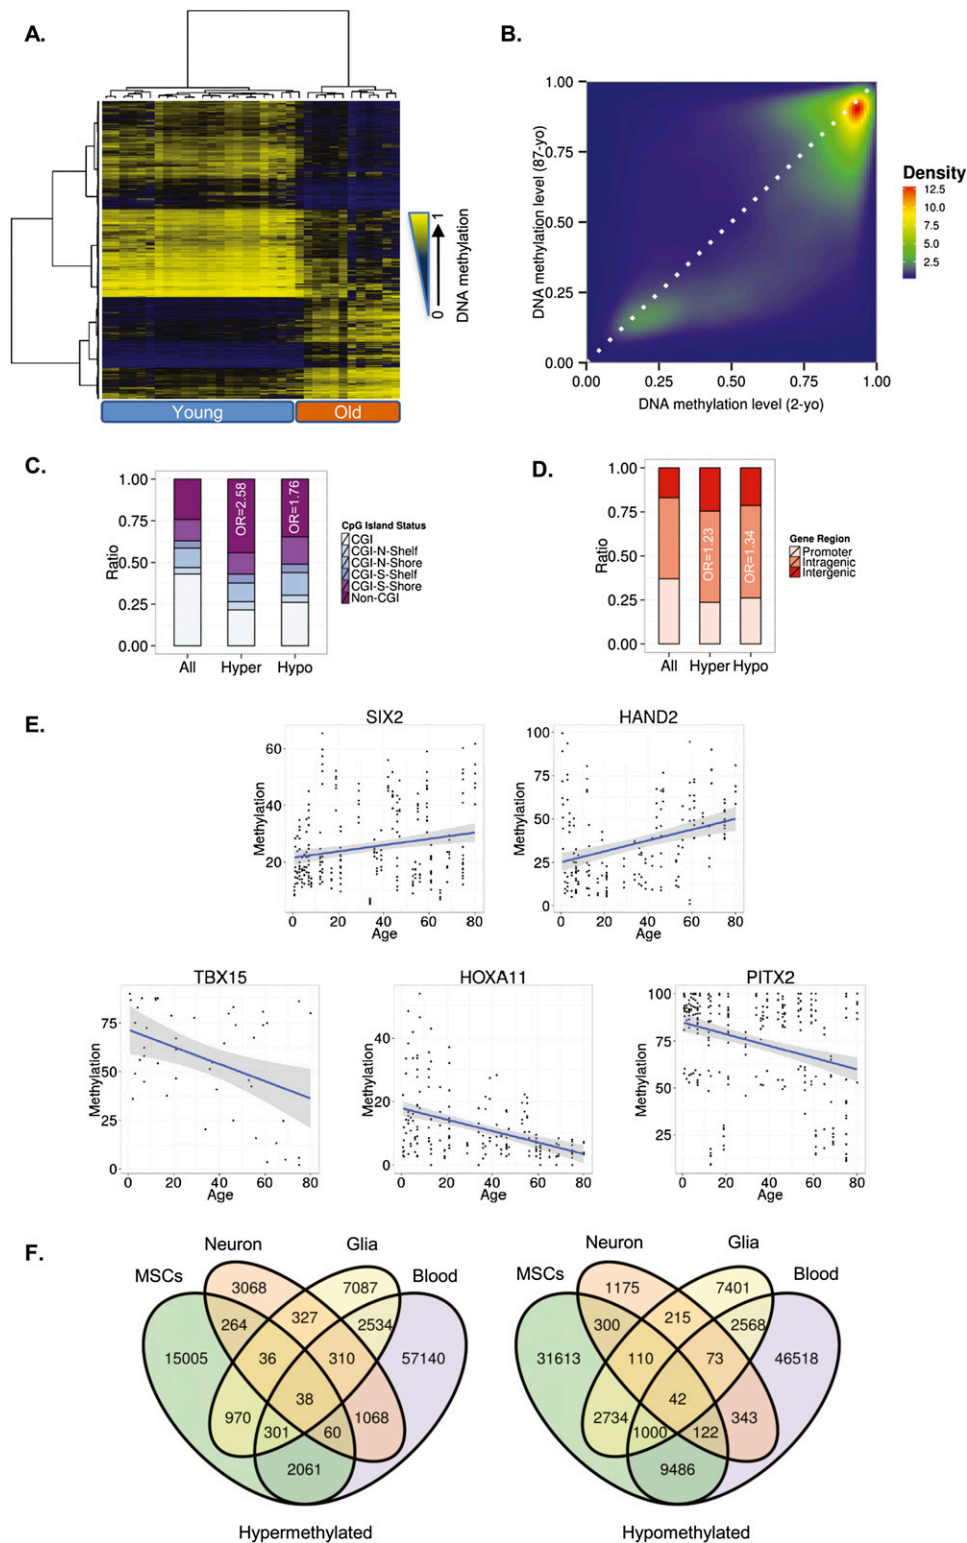 A.
B.
1
0
DNA methylation
Young
Old
1.00
0.75
0.50
0.25
0.00
0.00 0.25 0.50 0.75 1.00
DNA methylation level (87-yo)
DNA methylation level (2-yo)
Density
12.5
10.0
7.5
5.0
2.5
C.
Ratio
1.00
0.75
0.50
0.25
0.00
OR=2.58
OR=1.76
All Hyper Hypo
CpG Island Status
CGI
CGI-N-Shelf
CGI-N-Shore
CGI-S-Shelf
CGI-S-Shore
Non-CGI
D.
Ratio
1.00
0.75
0.50
0.25
0.00
OR=1.23
OR=1.34
All Hyper Hypo
Gene Region
Promoter
Intragenic
Intergenic
E.
SIX2
Methylation
60
40
20
0 20 40 60 80
Age
HAND2
Methylation
100
75
50
25
0
0 20 40 60 80
Age
TBX15
Methylation
75
50
25
0
0 20 40 60 80
Age
HOXA11
Methylation
40
20
0
0 20 40 60 80
Age
PITX2
Methylation
100
75
50
25
0 20 40 60 80
Age
F.
Neuron Glia
MSCs Blood
3068 7087
264 327 2534
15005 36 310 57140
38
970 301 60 1068
2061
Hypermethylated
Neuron Glia
MSCs Blood
1175 7401
300 215 2568
31613 110 73 46518
42
2734 1000 122 343
9486
Hypomethylated